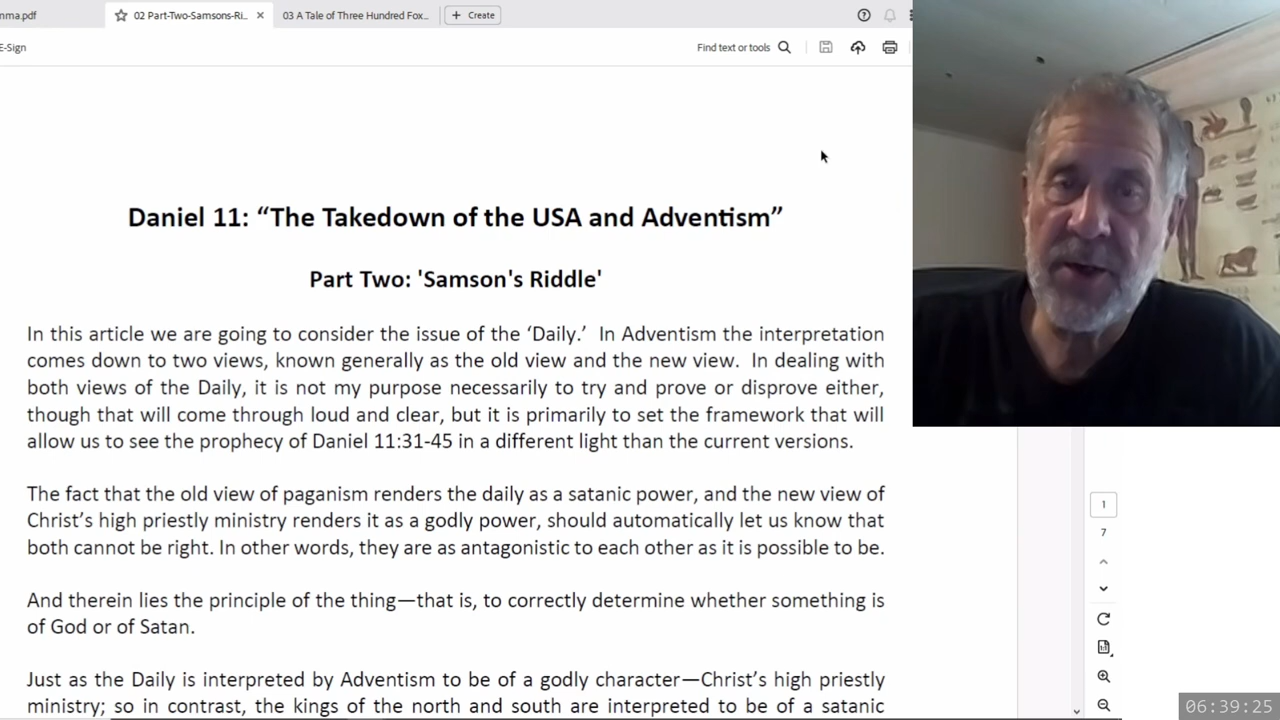 mma.pdf
02 Part-Two-Samsons-Ri...
03 A Tale of Three Hundred Fox...
Create
E-Sign
Find text or tools
Daniel 11: “The Takedown of the USA and Adventism”
Part Two: 'Samson's Riddle'
In this article we are going to consider the issue of the ‘Daily.’ In Adventism the interpretation
comes down to two views, known generally as the old view and the new view. In dealing with
both views of the Daily, it is not my purpose necessarily to try and prove or disprove either,
though that will come through loud and clear, but it is primarily to set the framework that will
allow us to see the prophecy of Daniel 11:31-45 in a different light than the current versions.
The fact that the old view of paganism renders the daily as a satanic power, and the new view of
Christ’s high priestly ministry renders it as a godly power, should automatically let us know that
both cannot be right. In other words, they are as antagonistic to each other as it is possible to be.
And therein lies the principle of the thing—that is, to correctly determine whether something is
of God or of Satan.
Just as the Daily is interpreted by Adventism to be of a godly character—Christ’s high priestly
ministry; so in contrast, the kings of the north and south are interpreted to be of a satanic
1
7
06:39:25